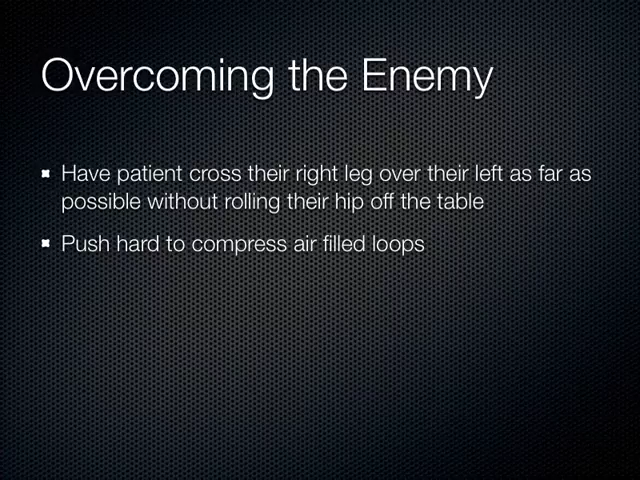 Overcoming the Enemy
Have patient cross their right leg over their left as far as
possible without rolling their hip off the table
Push hard to compress air filled loops